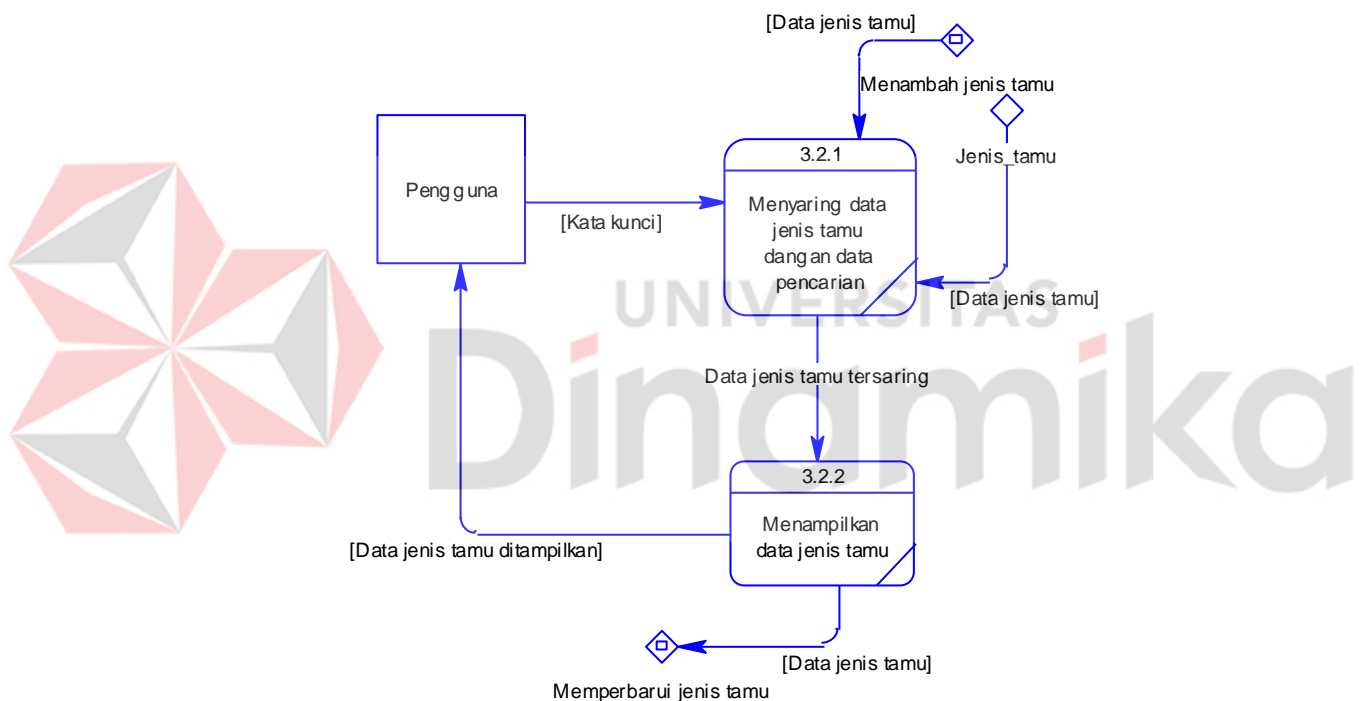 [Data jenis tamu]
Menambah jenis tamu
Jenis_tamu
3.2.1
Pengguna
Menyaring data
jenis tamu
dangan data
pencarian
[Kata kunci]
[Data jenis tamu]
UNIVERSITAS
Dinamika
Data jenis tamu tersaring
3.2.2
Menampilkan
data jenis tamu
[Data jenis tamu ditampilkan]
[Data jenis tamu]
Memperbarui jenis tamu